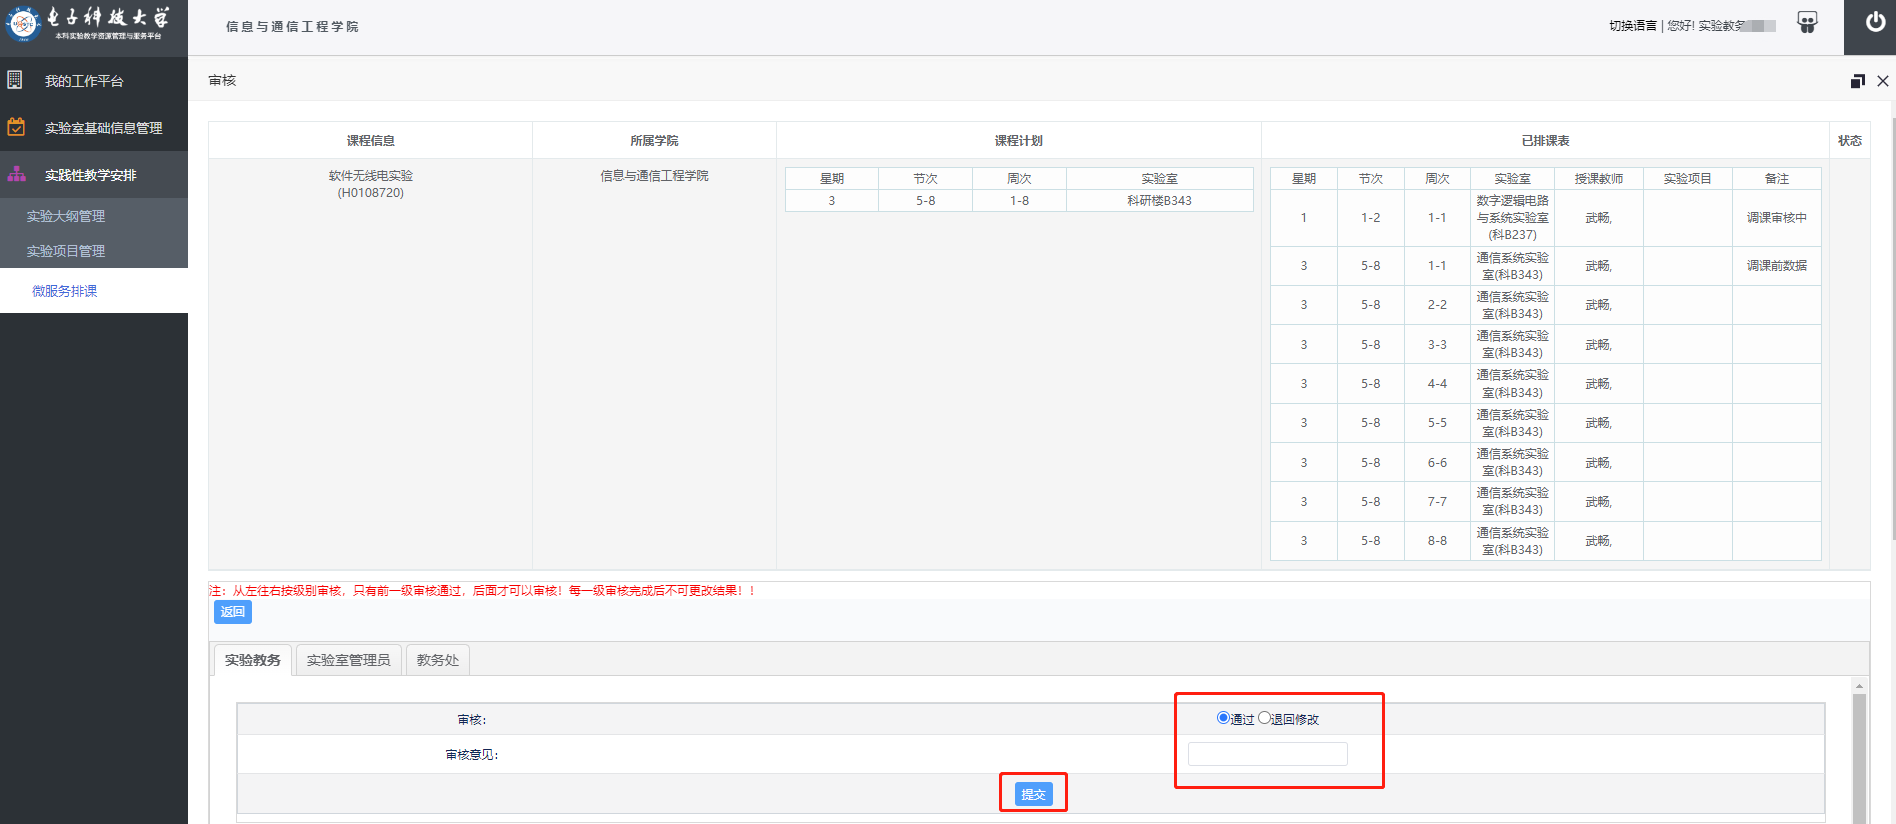 电子科技大学
本科实验教学资源管理与服务平台
信息与通信工程学院
切换语言 | 您好! 实验教务
我的工作平台
实验室基础信息管理
实践性教学安排
实验大纲管理
实验项目管理
微服务排课
审核
课程信息 所属学院 课程计划 已排课表 状态
软件无线电实验
(H0108720)
信息与通信工程学院
星期 节次 周次 实验室
3 5-8 1-8 科研楼B343
星期 节次 周次 实验室 授课教师 实验项目 备注
1 1-2 1-1 数字逻辑电路与系统实验室(科B237) 武畅, 调课审核中
3 5-8 1-1 通信系统实验室(科B343) 武畅, 调课前数据
3 5-8 2-2 通信系统实验室(科B343) 武畅,
3 5-8 3-3 通信系统实验室(科B343) 武畅,
3 5-8 4-4 通信系统实验室(科B343) 武畅,
3 5-8 5-5 通信系统实验室(科B343) 武畅,
3 5-8 6-6 通信系统实验室(科B343) 武畅,
3 5-8 7-7 通信系统实验室(科B343) 武畅,
3 5-8 8-8 通信系统实验室(科B343) 武畅,
注：从左往右按级别审核，只有前一级审核通过，后面才可以审核！每一级审核完成后不可更改结果！！
返回
实验教务 实验室管理员 教务处
审核: 通过 退回修改
审核意见:
提交